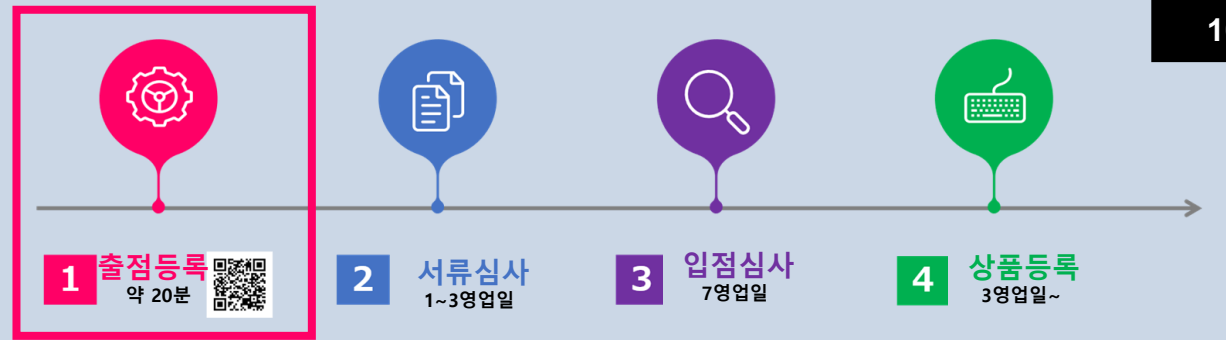 1 출점등록
약 20분
2 서류심사
1~3영업일
3 입점심사
7영업일
4 상품등록
3영업일~